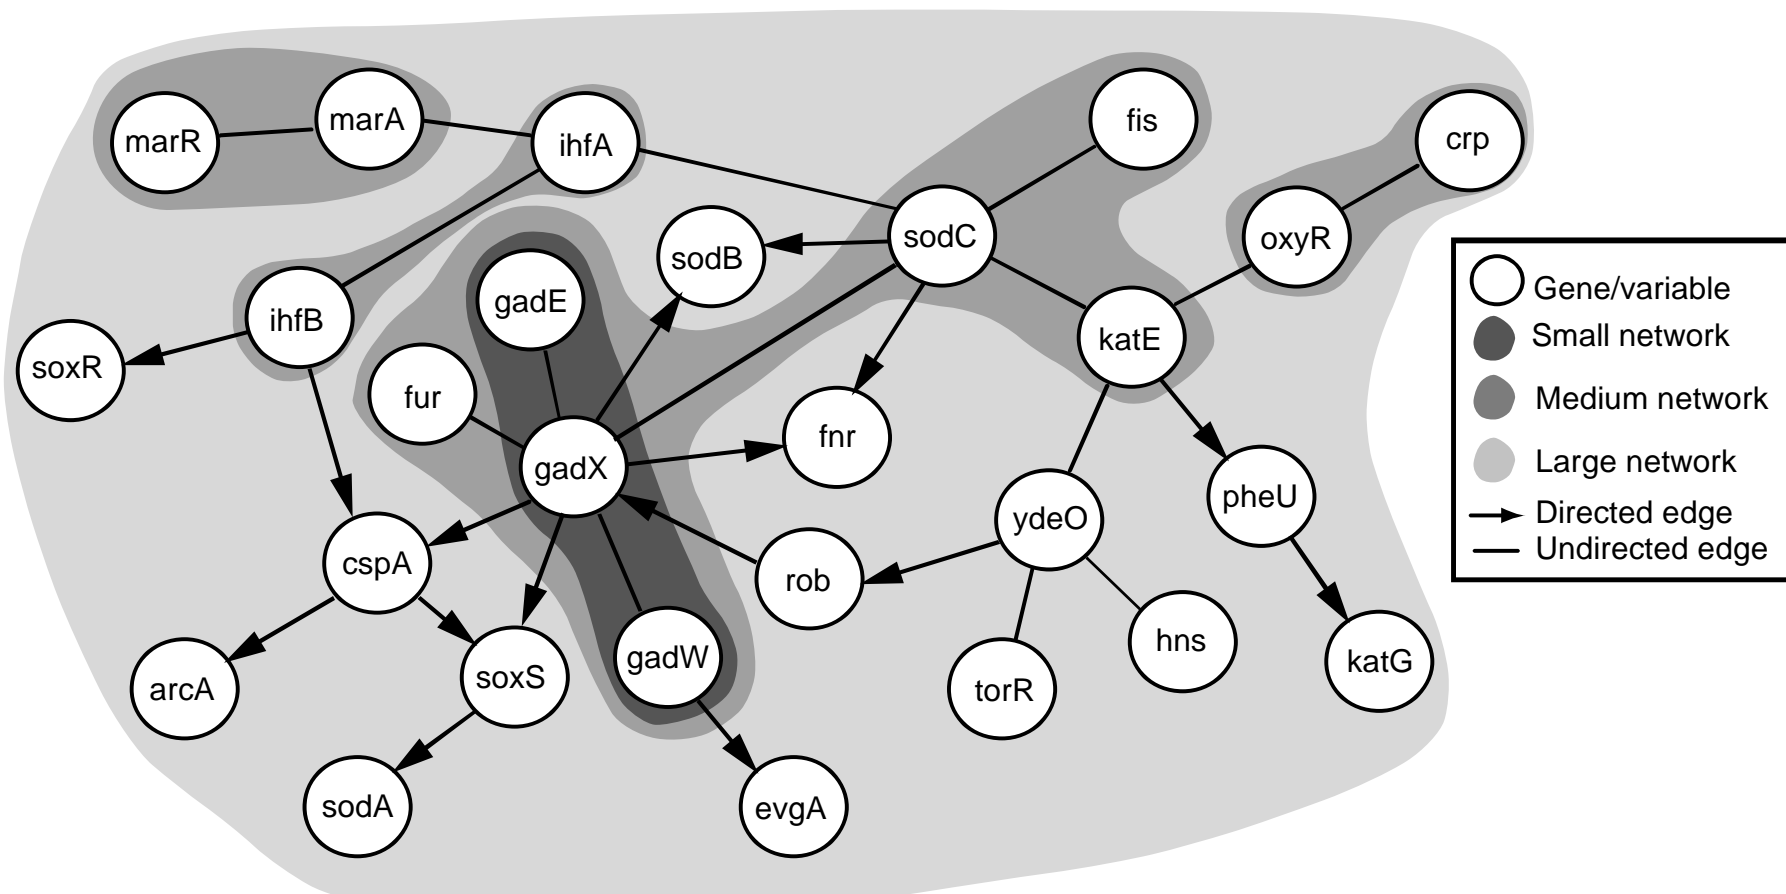 marR
marA
ihfA
fis
crp
sodC
oxyR
sodB
gadE
ihfB
katE
soxR
fur
fnr
gadX
pheU
ydeO
cspA
rob
hns
gadW
katG
soxS
arcA
torR
sodA
evgA
Gene/variable
Small network
Medium network
Large network
Directed edge
Undirected edge